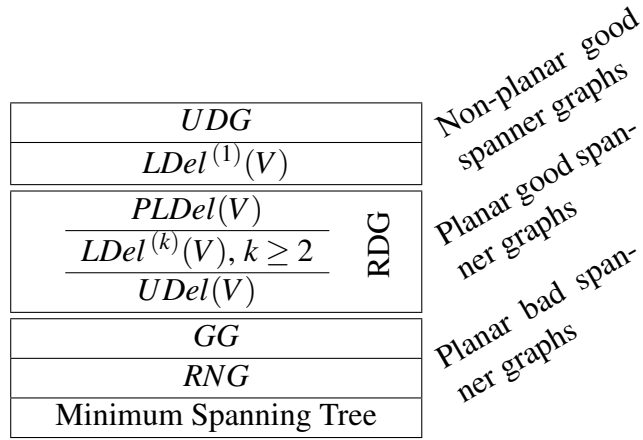 UDG
LDel^(1)(V)
PLDel(V)
LDel^(k)(V), k ≥ 2
UDel(V)
RDG
GG
RNG
Minimum Spanning Tree
Non-planar good
spanner graphs
Planar good span-
ner graphs
Planar bad span-
ner graphs